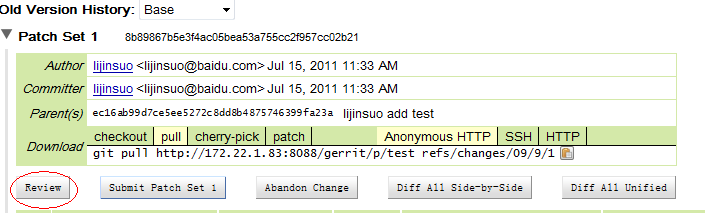 Old Version History: Base
Patch Set 1 8b89867b5e3f4ac05bea53a755cc2f957cc02b21
Author lijinsuo <lijinsuo@baidu.com> Jul 15, 2011 11:33 AM
Committer lijinsuo <lijinsuo@baidu.com> Jul 15, 2011 11:33 AM
Parent(s) ec16ab99d7ce5ee5272c8dd8b4875746399fa23a lijinsuo add test
Download checkout pull cherry-pick patch Anonymous HTTP SSH HTTP
git pull http://172.22.1.83:8088/gerrit/p/test refs/changes/09/9/1
Review Submit Patch Set 1 Abandon Change Diff All Side-by-Side Diff All Unified